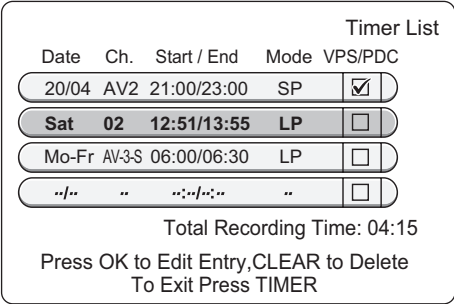 Timer List
Date Ch. Start / End Mode VPS/PDC
20/04 AV2 21:00/23:00 SP
Sat 02 12:51/13:55 LP
Mo-Fr AV-3-S 06:00/06:30 LP
--/-- -- --:--/--:-- --
Total Recording Time: 04:15
Press OK to Edit Entry,CLEAR to Delete
To Exit Press TIMER